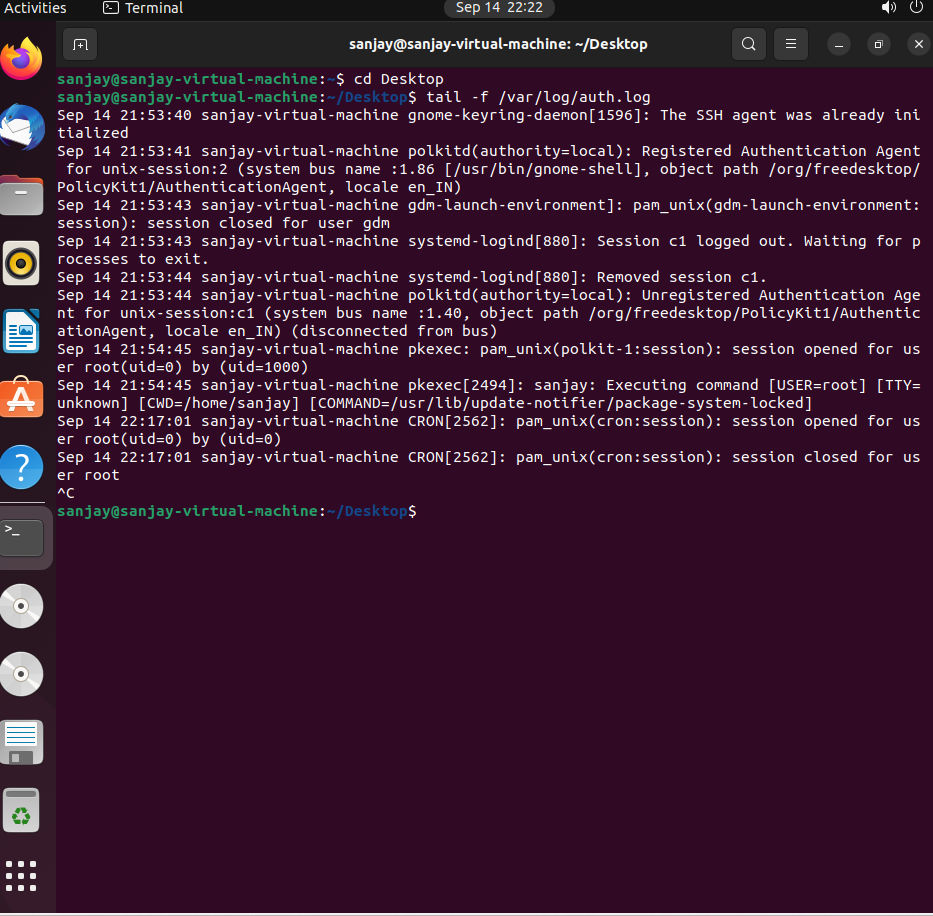 Activities Terminal Sep 14 22:22
sanjay@sanjay-virtual-machine: ~/Desktop
sanjay@sanjay-virtual-machine:~$ cd Desktop
sanjay@sanjay-virtual-machine:~/Desktop$ tail -f /var/log/auth.log
Sep 14 21:53:40 sanjay-virtual-machine gnome-keyring-daemon[1596]: The SSH agent was already ini
tialized
Sep 14 21:53:41 sanjay-virtual-machine polkitd(authority=local): Registered Authentication Agent
 for unix-session:2 (system bus name :1.86 [/usr/bin/gnome-shell], object path /org/freedesktop/
PolicyKit1/AuthenticationAgent, locale en_IN)
Sep 14 21:53:43 sanjay-virtual-machine gdm-launch-environment]: pam_unix(gdm-launch-environment:
session): session closed for user gdm
Sep 14 21:53:43 sanjay-virtual-machine systemd-logind[880]: Session c1 logged out. Waiting for p
rocesses to exit.
Sep 14 21:53:44 sanjay-virtual-machine systemd-logind[880]: Removed session c1.
Sep 14 21:53:44 sanjay-virtual-machine polkitd(authority=local): Unregistered Authentication Age
nt for unix-session:c1 (system bus name :1.40, object path /org/freedesktop/PolicyKit1/Authentic
ationAgent, locale en_IN) (disconnected from bus)
Sep 14 21:54:45 sanjay-virtual-machine pkexec: pam_unix(polkit-1:session): session opened for us
er root(uid=0) by (uid=1000)
Sep 14 21:54:45 sanjay-virtual-machine pkexec[2494]: sanjay: Executing command [USER=root] [TTY=
unknown] [CWD=/home/sanjay] [COMMAND=/usr/lib/update-notifier/package-system-locked]
Sep 14 22:17:01 sanjay-virtual-machine CRON[2562]: pam_unix(cron:session): session opened for us
er root(uid=0) by (uid=0)
Sep 14 22:17:01 sanjay-virtual-machine CRON[2562]: pam_unix(cron:session): session closed for us
er root
^C
sanjay@sanjay-virtual-machine:~/Desktop$